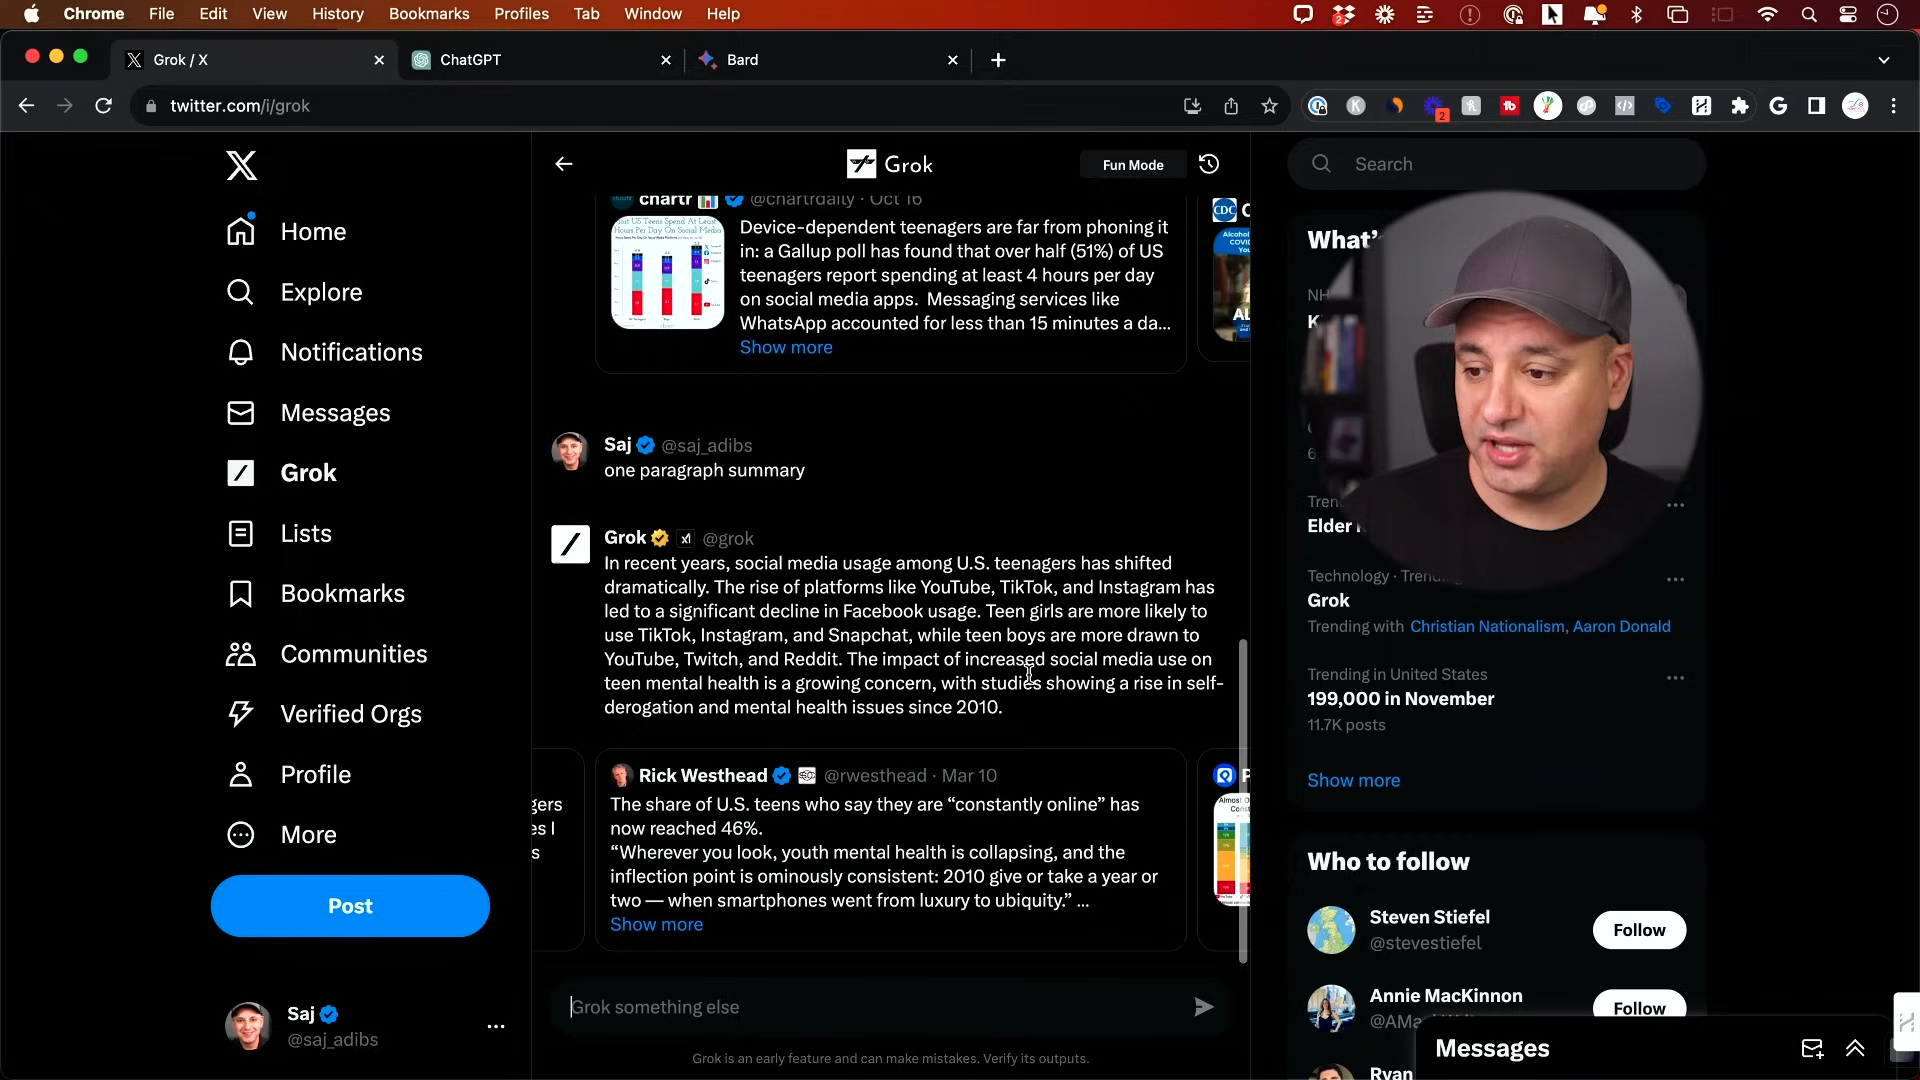 Chrome File Edit View History Bookmarks Profiles Tab Window Help
2
Grok / X
ChatGPT
Bard
twitter.com/i/grok
2
Home
Explore
Notifications
Messages
Grok
Lists
Bookmarks
Communities
Verified Orgs
Profile
More
Post
Saj
@saj_adibs
Grok
Fun Mode
chartr @chartrdaily · Oct 16
Device-dependent teenagers are far from phoning it
in: a Gallup poll has found that over half (51%) of US
teenagers report spending at least 4 hours per day
on social media apps. Messaging services like
WhatsApp accounted for less than 15 minutes a da...
Show more
CDC
Saj @saj_adibs
one paragraph summary
Grok @grok
In recent years, social media usage among U.S. teenagers has shifted
dramatically. The rise of platforms like YouTube, TikTok, and Instagram has
led to a significant decline in Facebook usage. Teen girls are more likely to
use TikTok, Instagram, and Snapchat, while teen boys are more drawn to
YouTube, Twitch, and Reddit. The impact of increased social media use on
teen mental health is a growing concern, with studies showing a rise in self-
derogation and mental health issues since 2010.
Rick Westhead @rwesthead · Mar 10
The share of U.S. teens who say they are “constantly online” has
now reached 46%.
“Wherever you look, youth mental health is collapsing, and the
inflection point is ominously consistent: 2010 give or take a year or
two — when smartphones went from luxury to ubiquity.” ...
Show more
Grok something else
Grok is an early feature and can make mistakes. Verify its outputs.
Search
What’
Elder
Technology · Trending
Grok
Trending with Christian Nationalism, Aaron Donald
Trending in United States
199,000 in November
11.7K posts
Show more
Who to follow
Steven Stiefel
@stevestiefel
Follow
Annie MacKinnon
Follow
Ryan
Messages